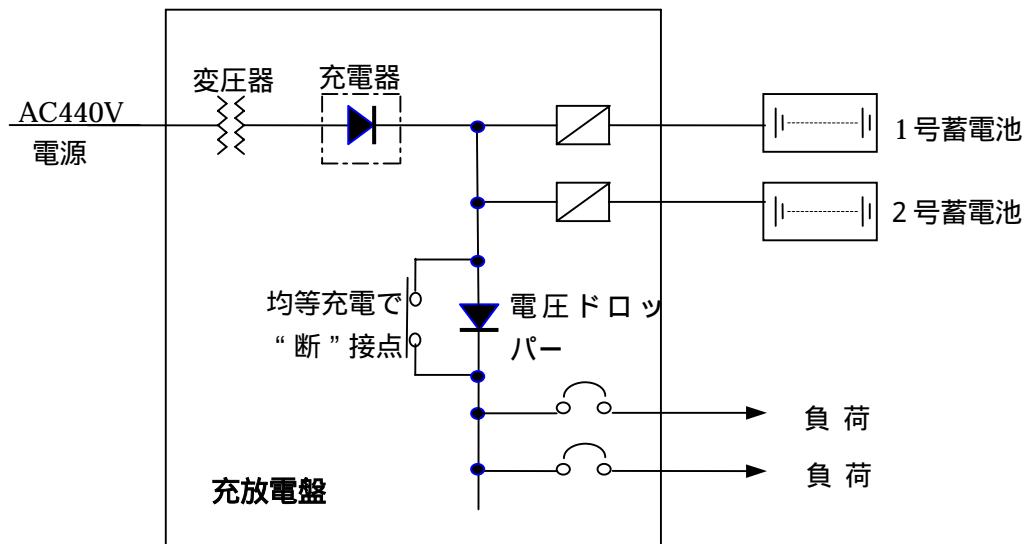 変圧器
充電器
AC440V
電源
1号蓄電池
2号蓄電池
均等充電で
“断”接点
電圧ドロッ
パー
負荷
負荷
充放電盤